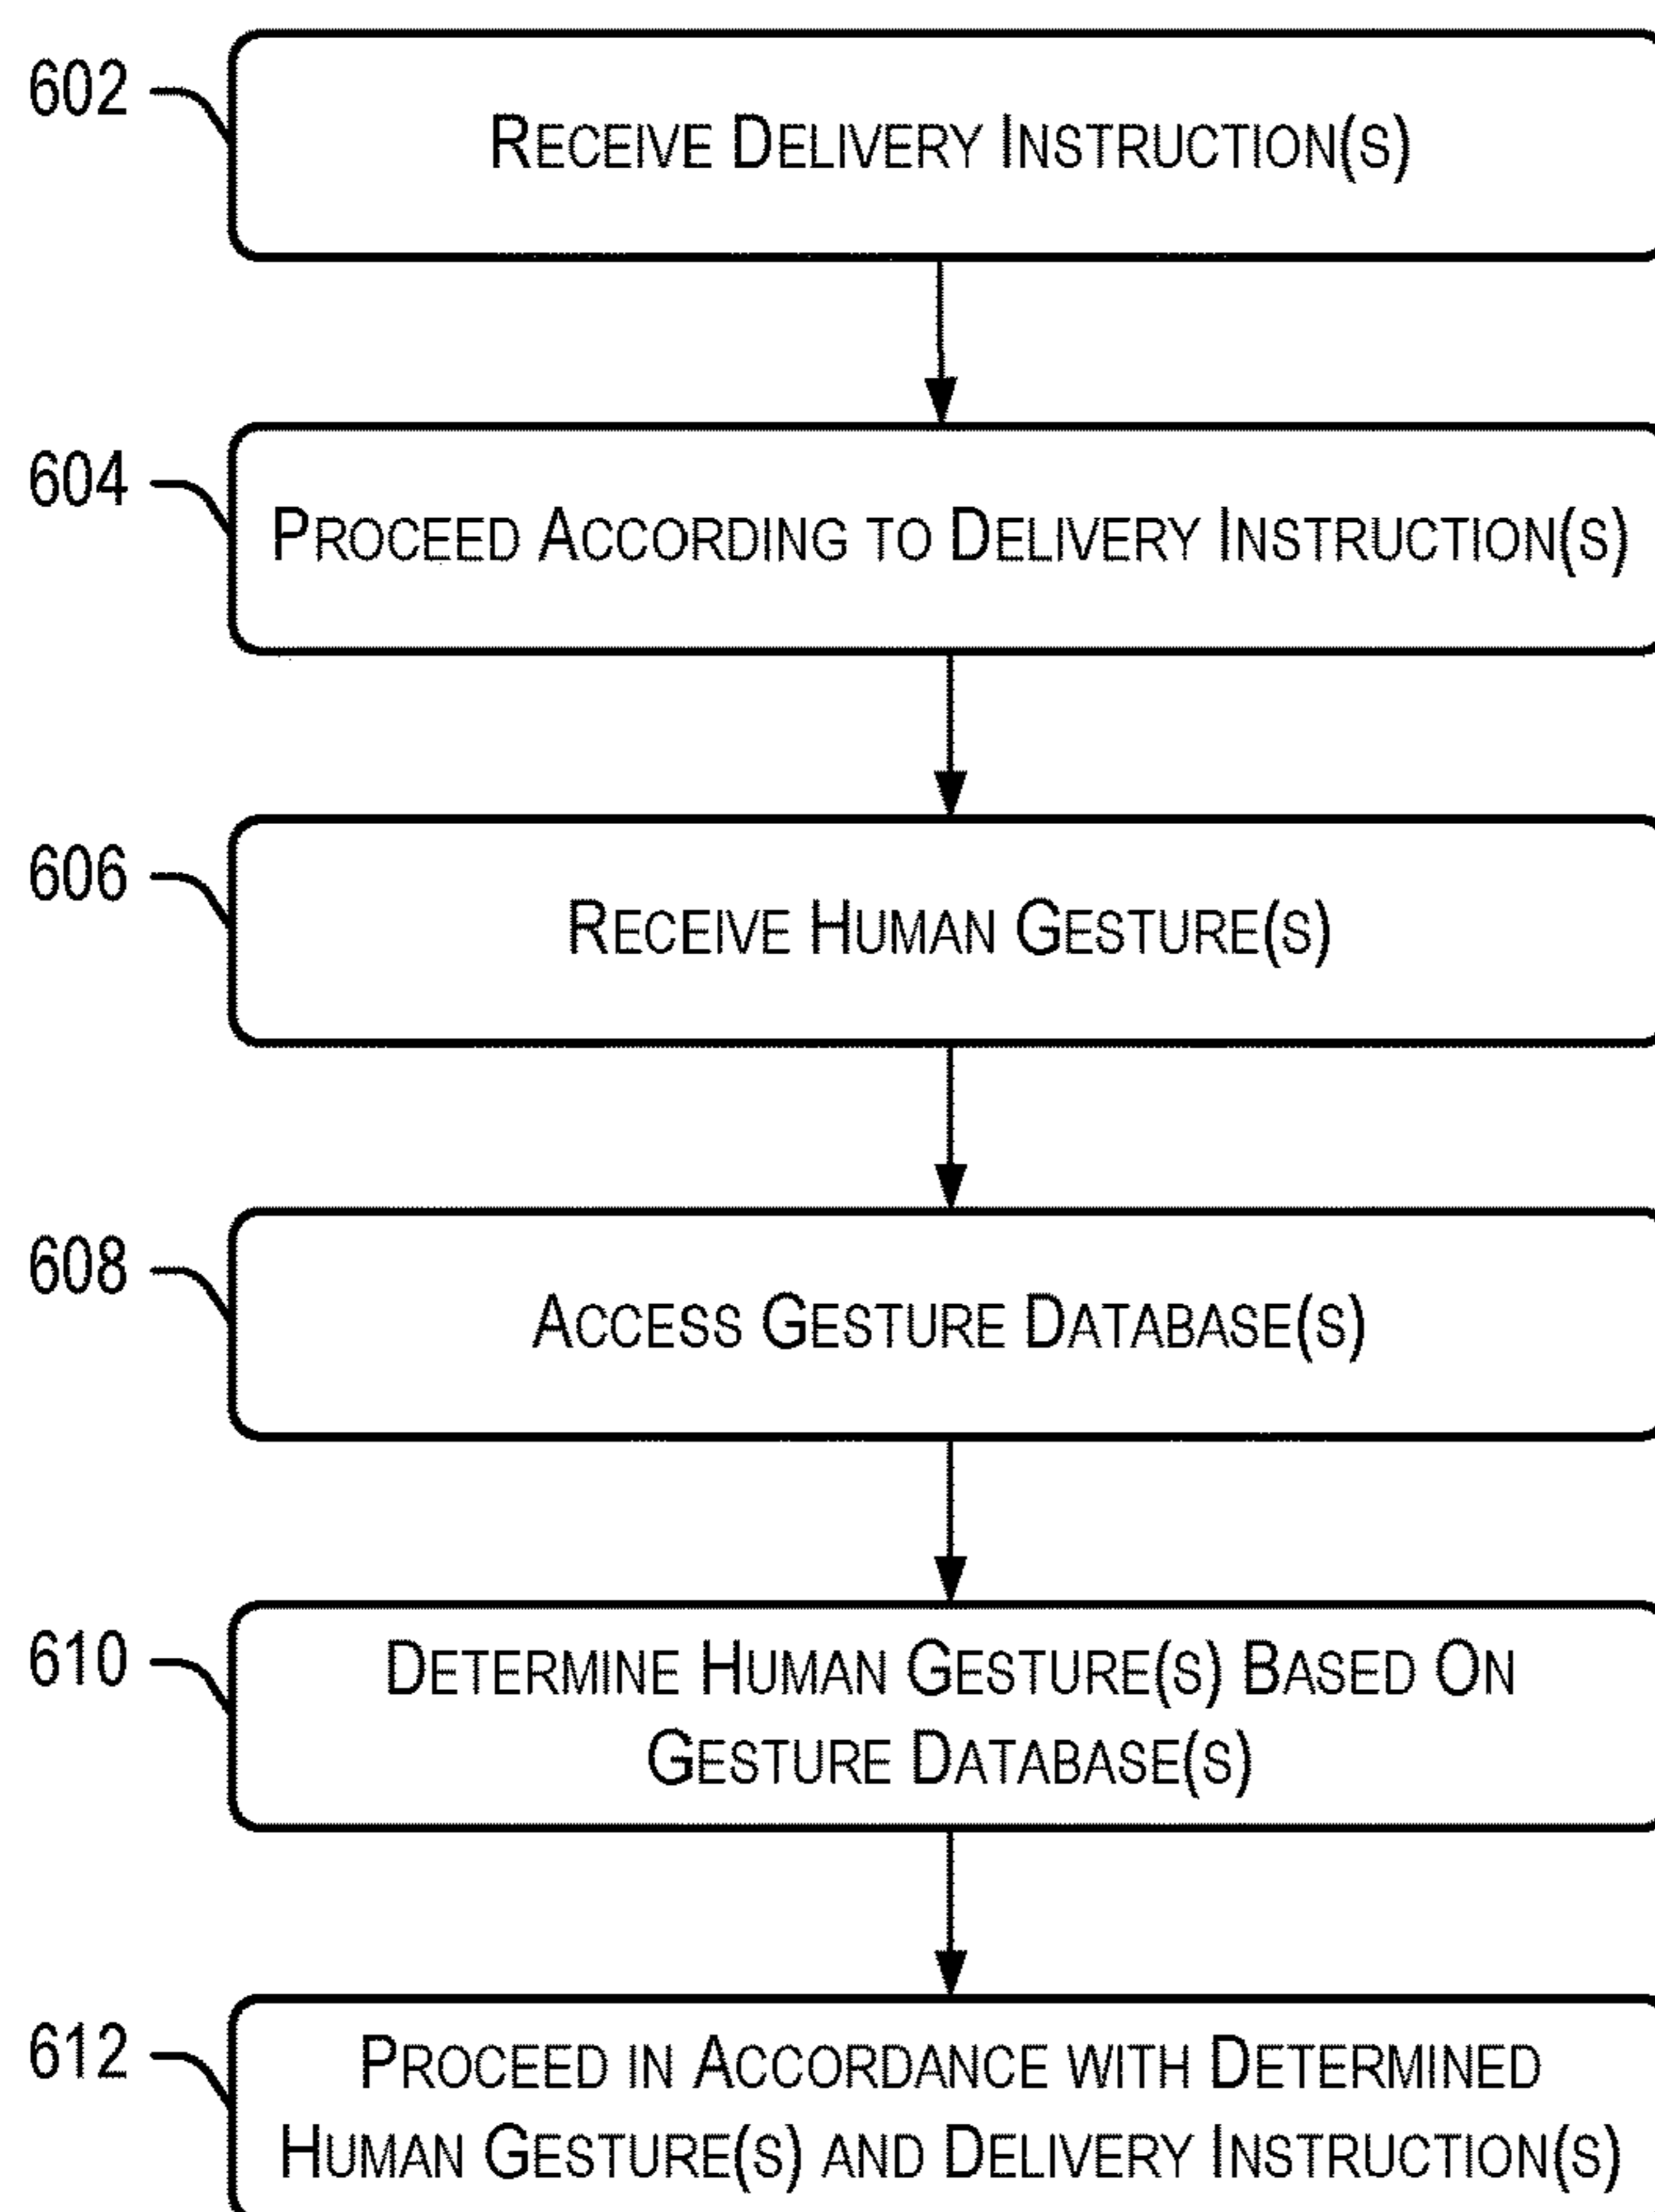 602
RECEIVE DELIVERY INSTRUCTION(S)
604
PROCEED ACCORDING TO DELIVERY INSTRUCTION(S)
606
RECEIVE HUMAN GESTURE(S)
608
ACCESS GESTURE DATABASE(S)
610
DETERMINE HUMAN GESTURE(S) BASED ON
GESTURE DATABASE(S)
612
PROCEED IN ACCORDANCE WITH DETERMINED
HUMAN GESTURE(S) AND DELIVERY INSTRUCTION(S)